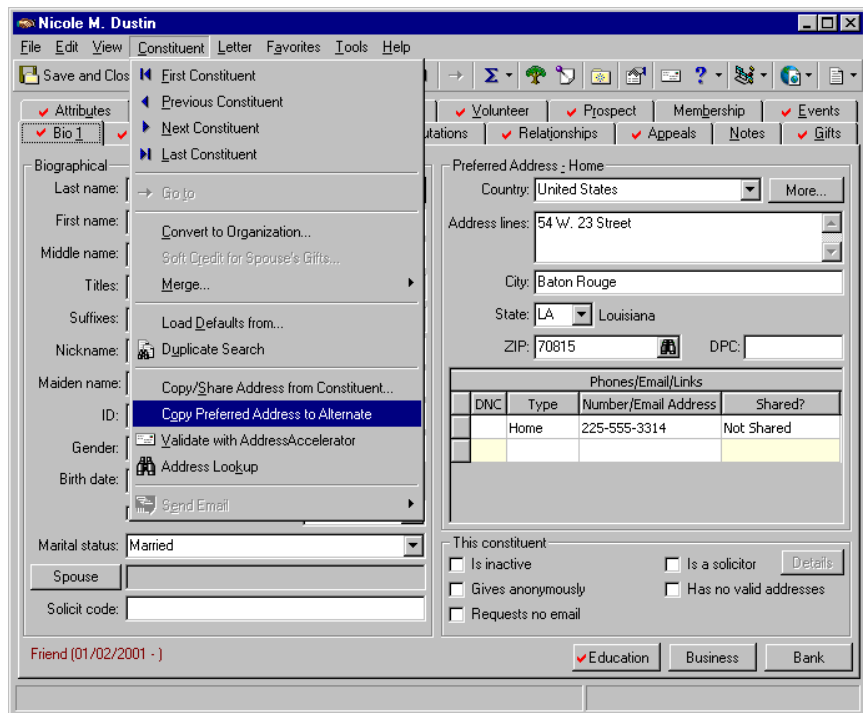 Nicole M. Dustin
File Edit View Constituent Letter Favorites Tools Help
Save and Clos
First Constituent
Previous Constituent
Next Constituent
Last Constituent
Go to
Convert to Organization...
Soft Credit for Spouse's Gifts...
Merge...
Load Defaults from...
Duplicate Search
Copy/Share Address from Constituent...
Copy Preferred Address to Alternate
Validate with AddressAccelerator
Address Lookup
Send Email
Attributes Volunteer Prospect Membership Events
Bio 1 utations Relationships Appeals Notes Gifts
Biographical
Last name:
First name:
Middle name:
Titles:
Suffixes:
Nickname:
Maiden name:
ID:
Gender:
Birth date:
Marital status: Married
Spouse
Solicit code:
Preferred Address - Home
Country: United States More...
Address lines: 54 W. 23 Street
City: Baton Rouge
State: LA Louisiana
ZIP: 70815 DPC:
Phones/Email/Links
DNC Type Number/Email Address Shared?
Home 225-555-3314 Not Shared
This constituent
Is inactive Is a solicitor Details
Gives anonymously Has no valid addresses
Requests no email
Friend (01/02/2001 - )
Education Business Bank